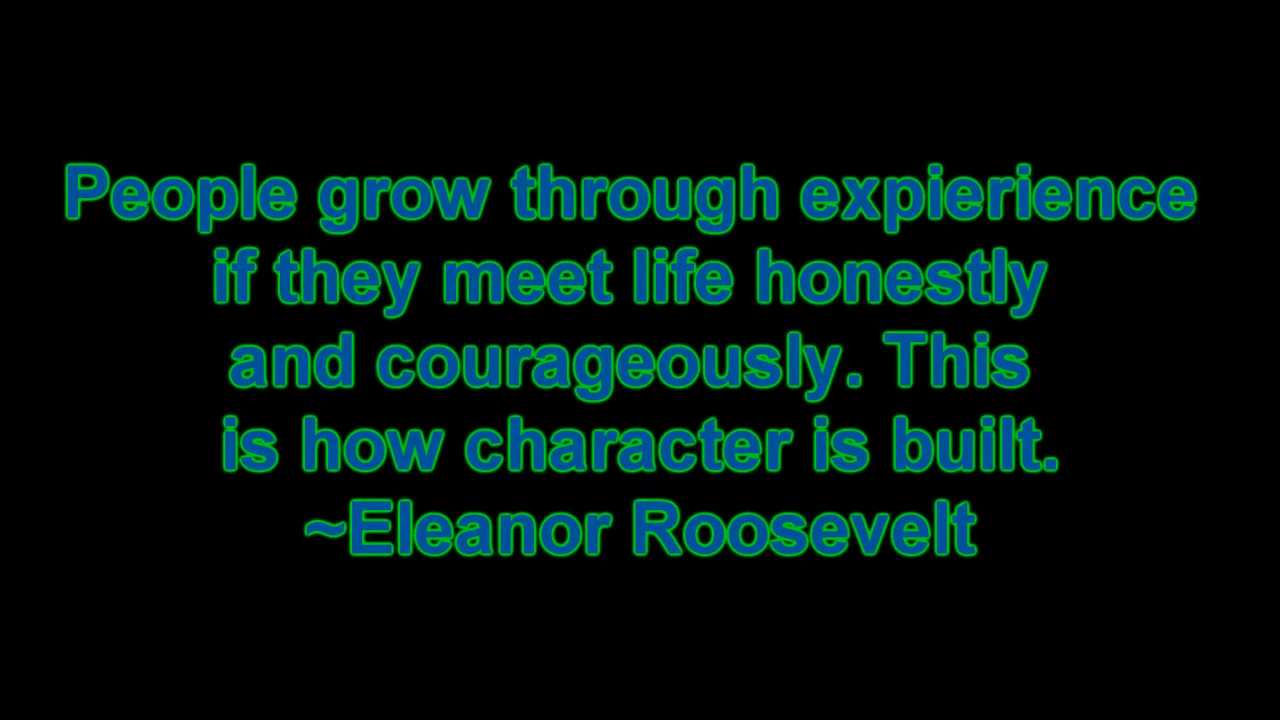 People grow through expierience
if they meet life honestly
and courageously. This
is how character is built.
~Eleanor Roosevelt